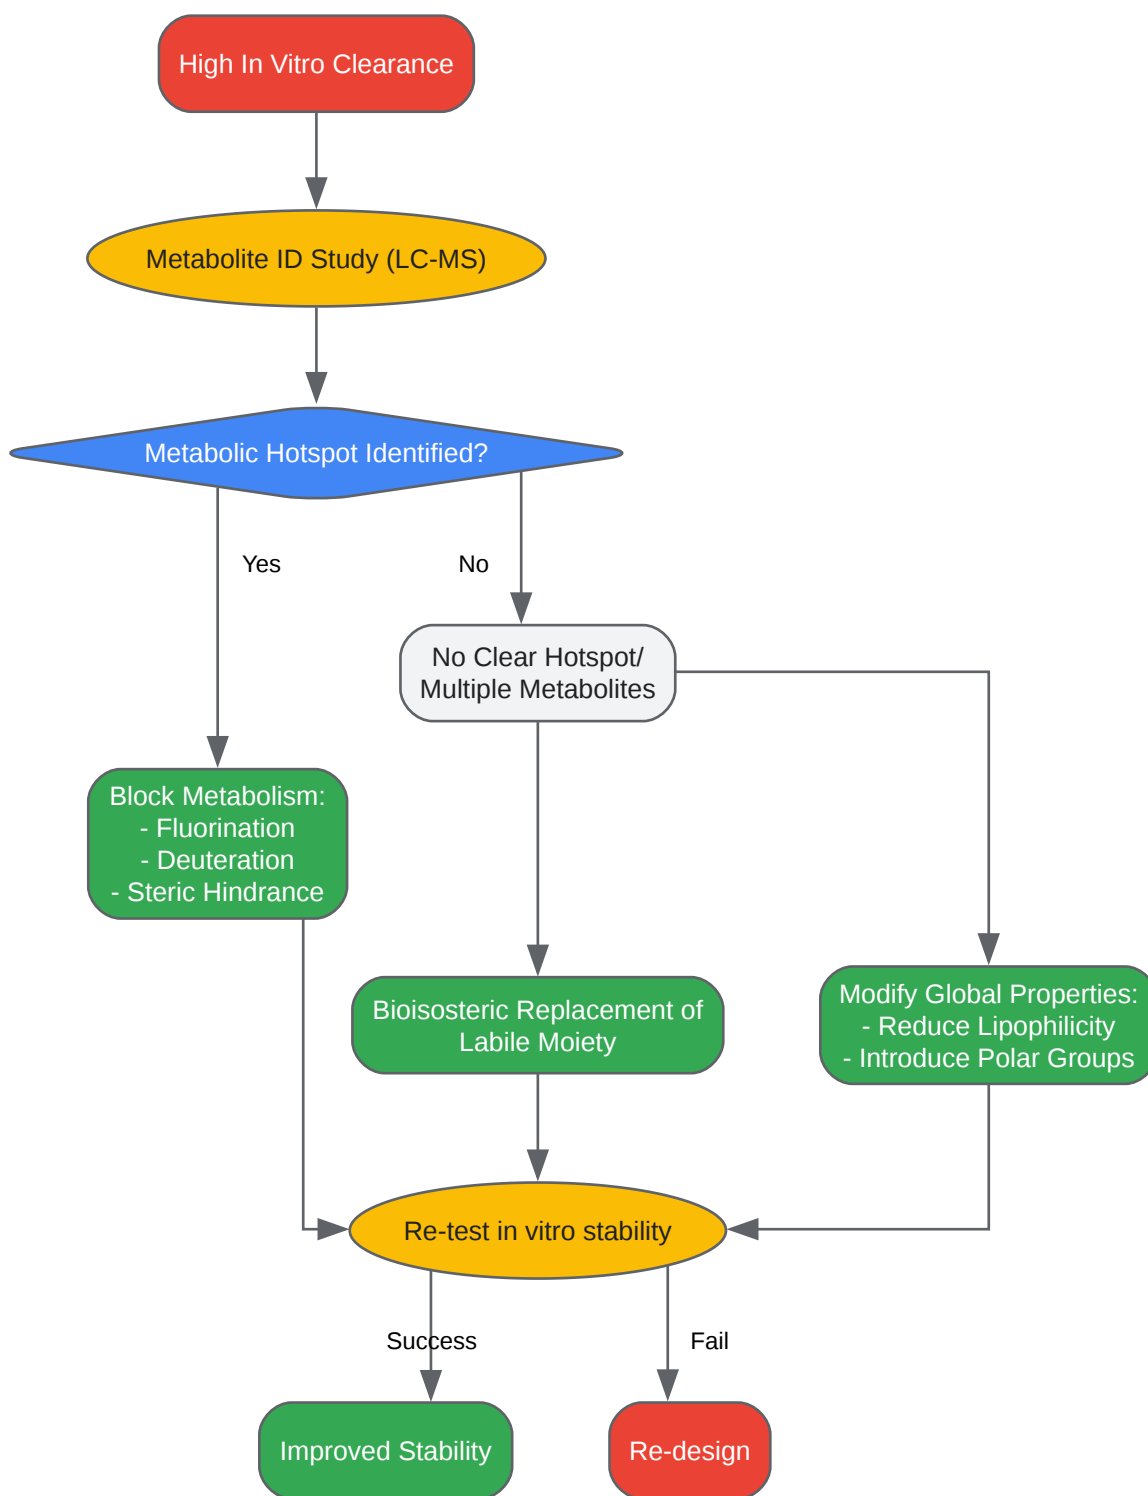 High In Vitro Clearance
Metabolite ID Study (LC-MS)
Metabolic Hotspot Identified?
Yes
No
No Clear Hotspot/
Multiple Metabolites
Block Metabolism:
- Fluorination
- Deuteration
- Steric Hindrance
Bioisosteric Replacement of
Labile Moiety
Modify Global Properties:
- Reduce Lipophilicity
- Introduce Polar Groups
Re-test in vitro stability
Success
Fail
Improved Stability
Re-design